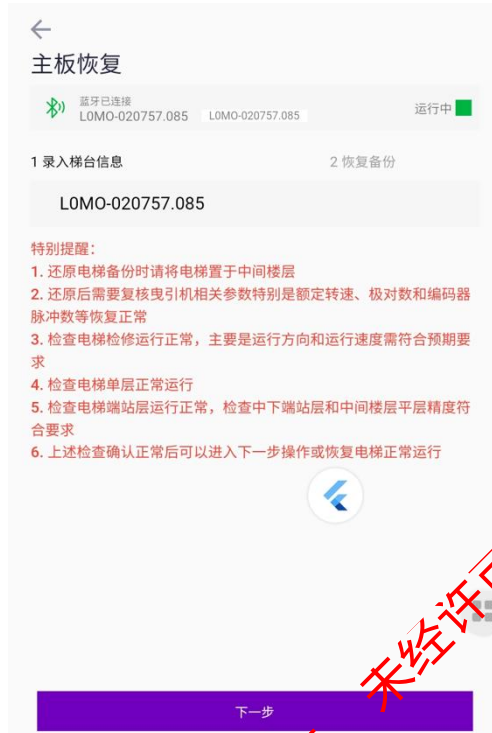 主板恢复
蓝牙已连接
L0MO-020757.085 L0MO-020757.085
运行中
1 录入梯台信息
2 恢复备份
L0MO-020757.085
特别提醒：
1. 还原电梯备份时请将电梯置于中间楼层
2. 还原后需要复核曳引机相关参数特别是额定转速、极对数和编码器
脉冲数等恢复正常
3. 检查电梯检修运行正常，主要是运行方向和运行速度需符合预期要
求
4. 检查电梯单层正常运行
5. 检查电梯端站层运行正常，检查中下端站层和中间楼层平层精度符
合要求
6. 上述检查确认正常后可以进入下一步操作或恢复电梯正常运行
未经许可
下一步